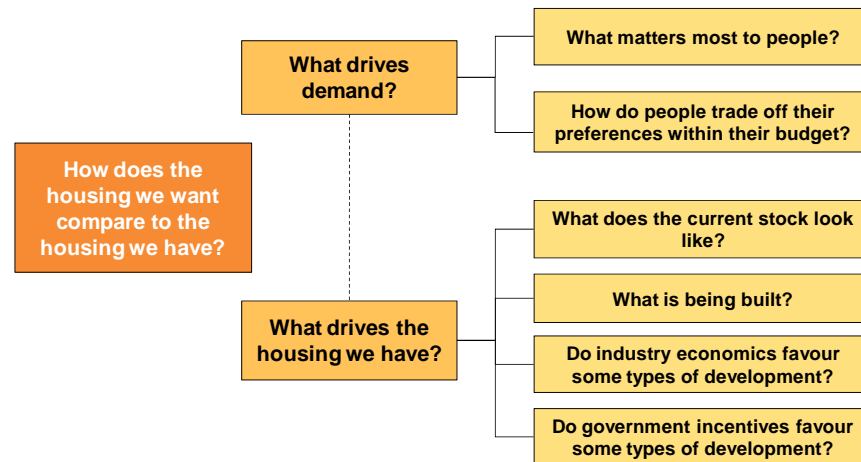 How does the
housing we want
compare to the
housing we have?
What drives
demand?
What matters most to people?
How do people trade off their
preferences within their budget?
What drives the
housing we have?
What does the current stock look
like?
What is being built?
Do industry economics favour
some types of development?
Do government incentives favour
some types of development?